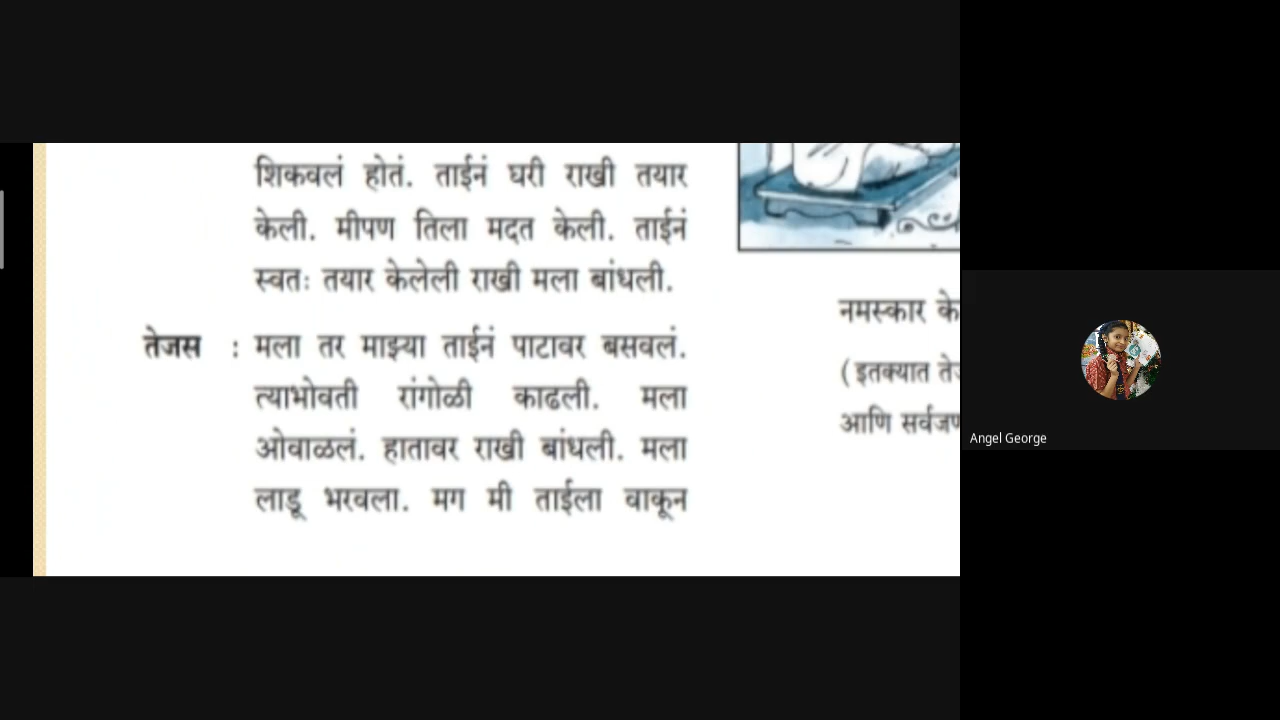 शिकवलं होतं. ताईनं घरी राखी तयार
केली. मीपण तिला मदत केली. ताईनं
स्वतः तयार केलेली राखी मला बांधली.
तेजस : मला तर माझ्या ताईनं पाटावर बसवलं.
त्याभोवती रांगोळी काढली. मला
ओवाळलं. हातावर राखी बांधली. मला
लाडू भरवला. मग मी ताईला वाकून
नमस्कार के
(इतक्यात ते
आणि सर्वजण
Angel George